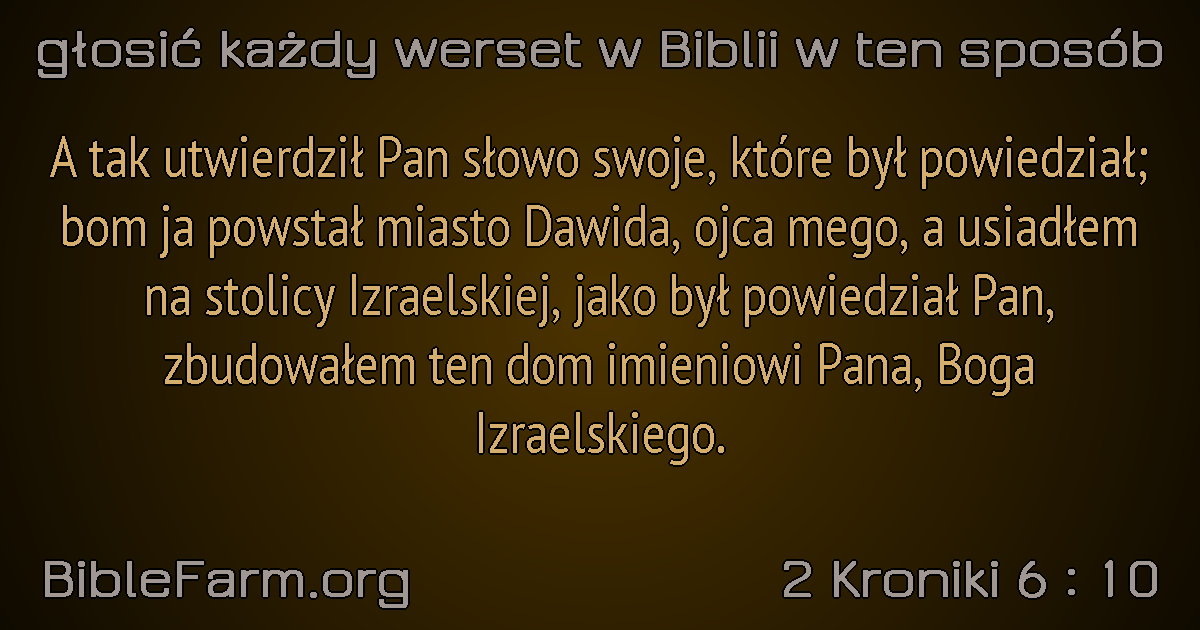 głosić każdy werset w Biblii w ten sposób
A tak utwierdził Pan słowo swoje, które był powiedział;
bom ja powstał miasto Dawida, ojca mego, a usiadłem
na stolicy Izraelskiej, jako był powiedział Pan,
zbudowałem ten dom imieniowi Pana, Boga
Izraelskiego.
BibleFarm.org
2 Kroniki 6 : 10